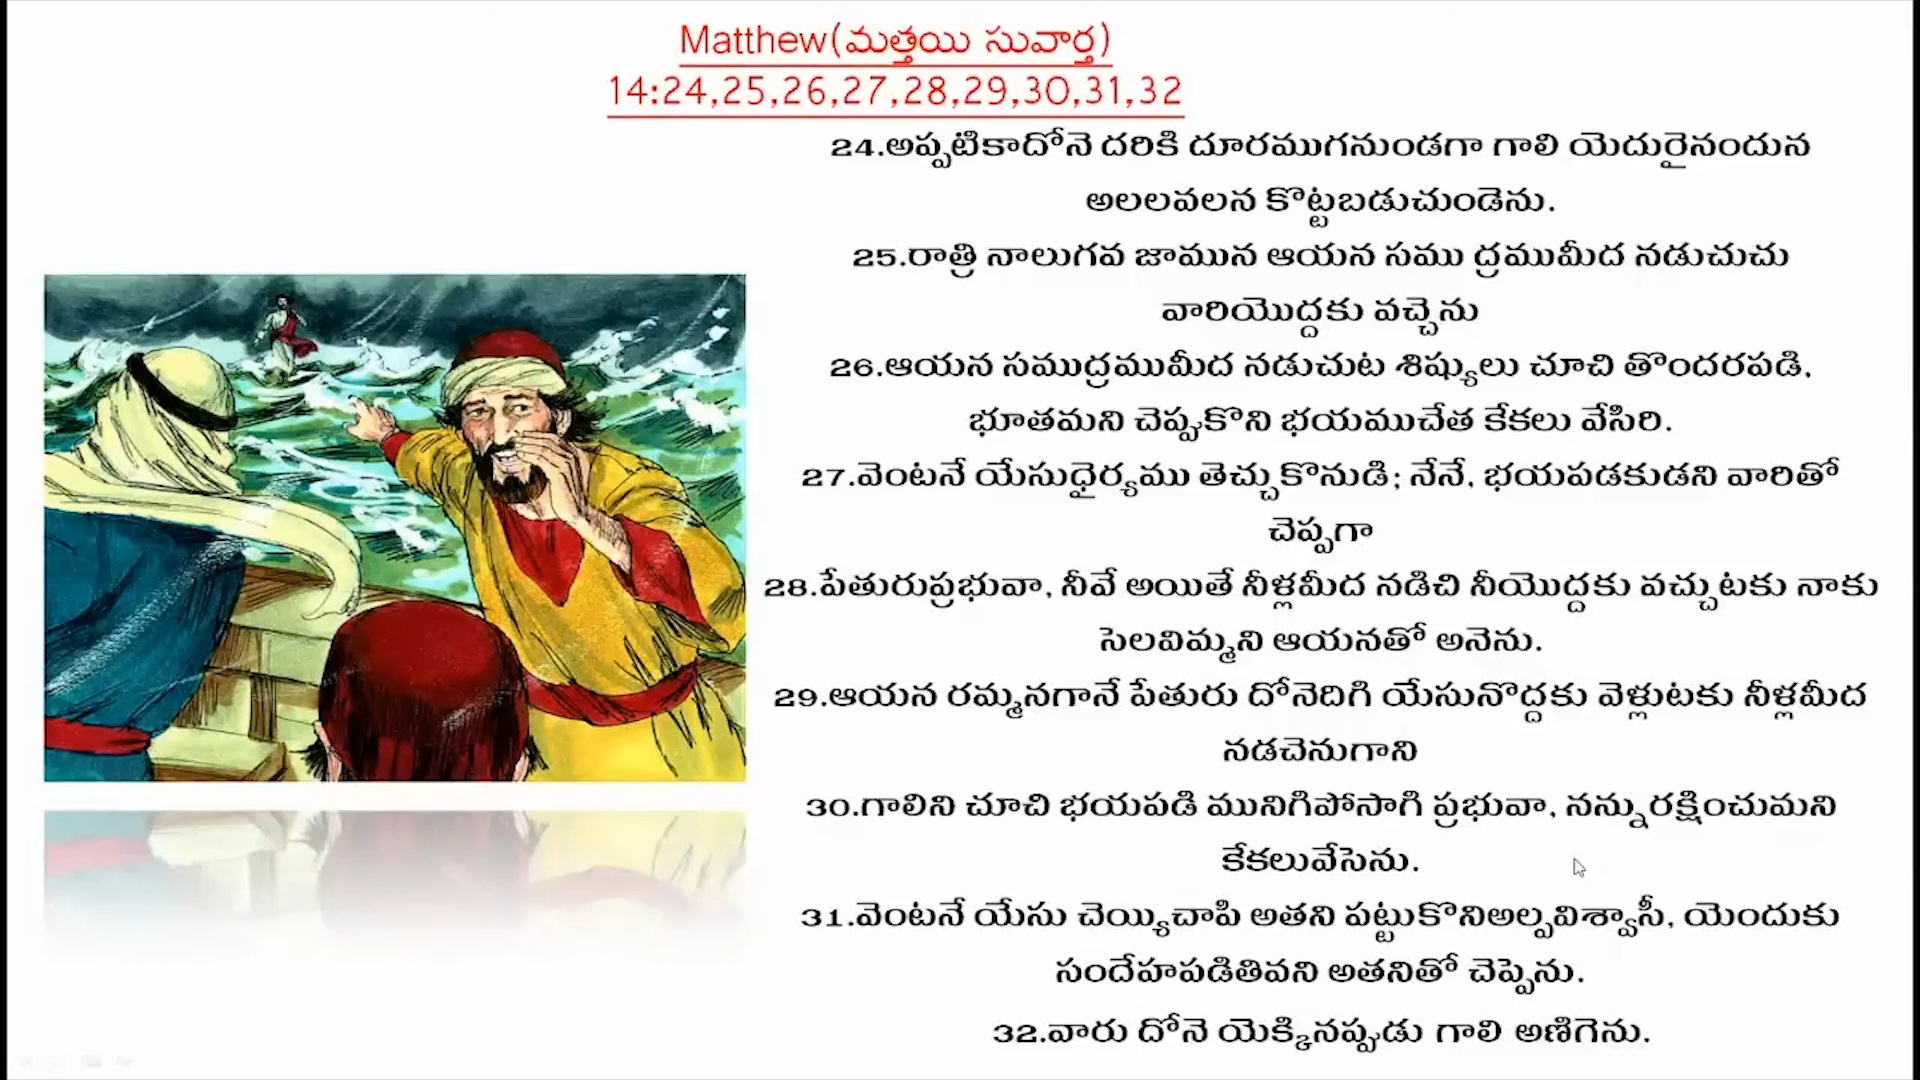 Matthew(మత్తయి సువార్త)
14:24,25,26,27,28,29,30,31,32
24.అప్పటికాదోనె దరికి దూరముగనుండగా గాలి యెదురైనందున
అలలవలన కొట్టబడుచుండెను.
25.రాత్రి నాలుగవ జామున ఆయన సము ద్రముమీద నడుచుచు
వారియొద్దకు వచ్చెను
26.ఆయన సముద్రముమీద నడుచుట శిష్యులు చూచి తొందరపడి,
భూతమని చెప్పుకొని భయముచేత కేకలు వేసిరి.
27.వెంటనే యేసుధైర్యము తెచ్చుకొనుడి; నేనే, భయపడకుడని వారితో
చెప్పగా
28.పేతురుప్రభువా, నీవే అయితే నీళ్లమీద నడిచి నీయొద్దకు వచ్చుటకు నాకు
సెలవిమ్మని ఆయనతో అనెను.
29.ఆయన రమ్మనగానే పేతురు దోనెదిగి యేసునొద్దకు వెళ్లుటకు నీళ్లమీద
నడచెనుగాని
30.గాలిని చూచి భయపడి మునిగిపోసాగి ప్రభువా, నన్నురక్షించుమని
కేకలువేసెను.
31.వెంటనే యేసు చెయ్యిచాపి అతని పట్టుకొనిఅల్పవిశ్వాసీ, యెందుకు
సందేహపడితివని అతనితో చెప్పెను.
32.వారు దోనె యెక్కినప్పుడు గాలి అణిగెను.